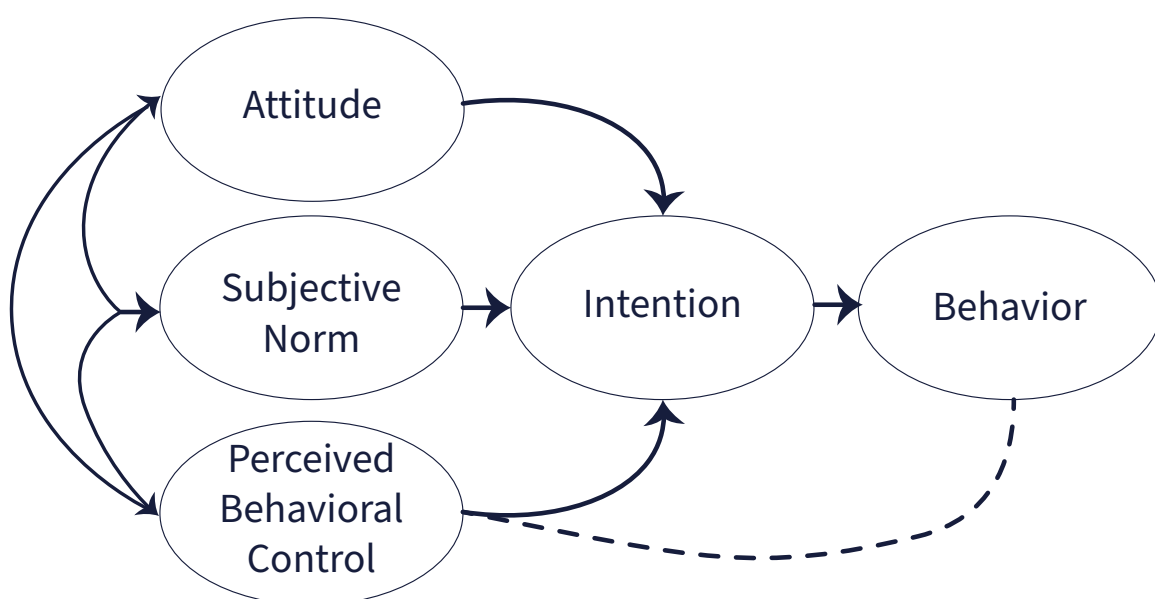 Attitude
Subjective
Norm
Intention
Behavior
Perceived
Behavioral
Control